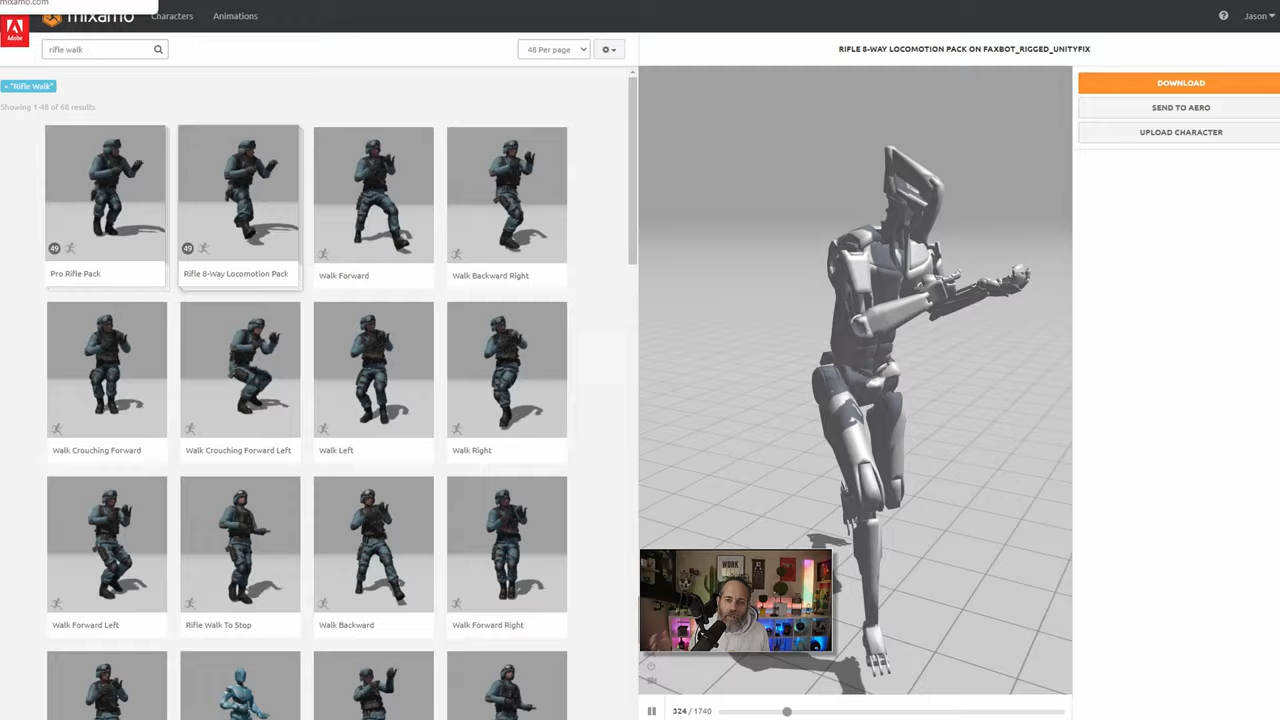 mixamo.com
mixamo
Characters
Animations
Jason
Adobe
rifle walk
48 Per page
RIFLE 8-WAY LOCOMOTION PACK ON FAXBOT_RIGGED_UNITYFIX
"Rifle Walk"
Showing 1-48 of 68 results
DOWNLOAD
SEND TO AERO
UPLOAD CHARACTER
49
49
Pro Rifle Pack
Rifle 8-Way Locomotion Pack
Walk Forward
Walk Backward Right
Walk Crouching Forward
Walk Crouching Forward Left
Walk Left
Walk Right
Walk Forward Left
Rifle Walk To Stop
Walk Backward
Walk Forward Right
WORK
324 / 1740